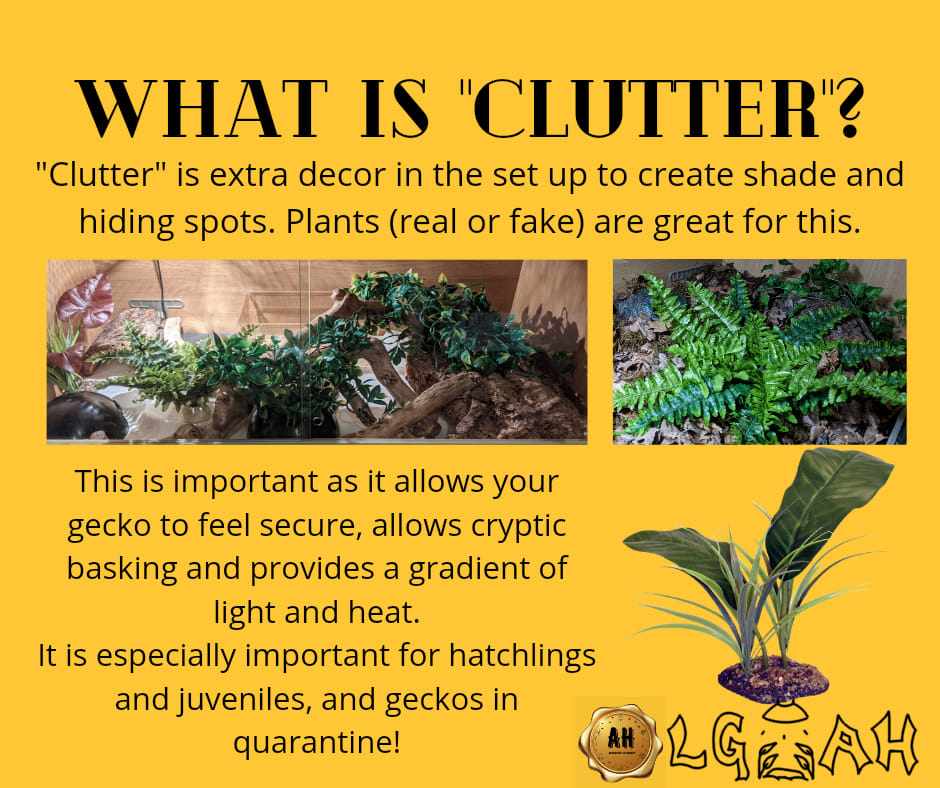 WHAT IS "CLUTTER"?
"Clutter" is extra decor in the set up to create shade and
hiding spots. Plants (real or fake) are great for this.
This is important as it allows your
gecko to feel secure, allows cryptic
basking and provides a gradient of
light and heat.
It is especially important for hatchlings
and juveniles, and geckos in
quarantine!
AH
LG AH